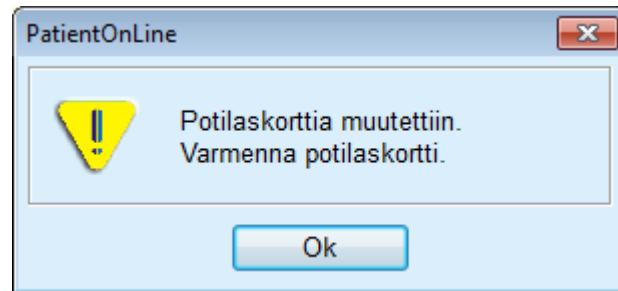 PatientOnLine
Potilaskorttia muutettiin.
Varmenna potilaskortti.
Ok